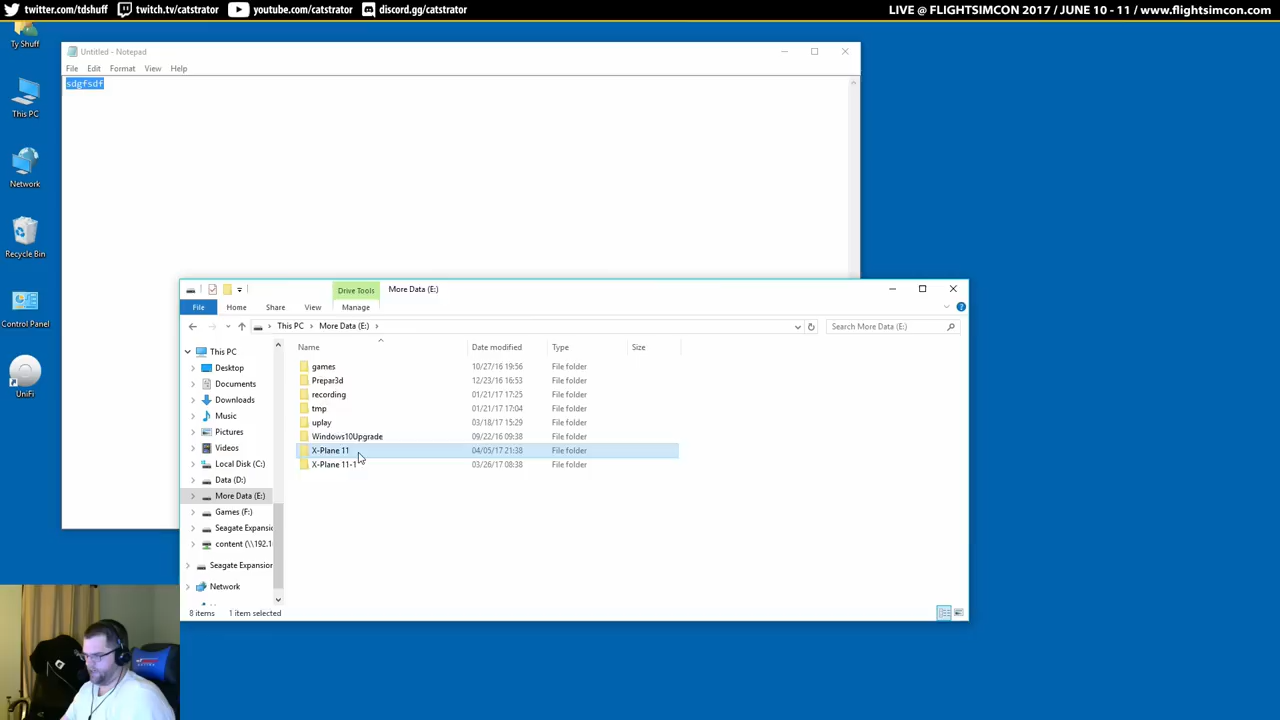 twitter.com/tdshuff twitch.tv/catstrator youtube.com/catstrator discord.gg/catstrator LIVE @ FLIGHTSIMCON 2017 / JUNE 10 - 11 / www.flightsimcon.com
Ty Shuff
This PC
Network
Recycle Bin
Control Panel
UniFi
Untitled - Notepad
File Edit Format View Help
sdgfsdf
Drive Tools More Data (E:)
File Home Share View Manage
This PC More Data (E:) Search More Data (E:)
Name Date modified Type Size
games 10/27/16 19:56 File folder
Prepar3d 12/23/16 16:53 File folder
recording 01/21/17 17:25 File folder
tmp 01/21/17 17:04 File folder
uplay 03/18/17 15:29 File folder
Windows10Upgrade 09/22/16 09:38 File folder
X-Plane 11 04/05/17 21:38 File folder
X-Plane 11-1 03/26/17 08:38 File folder
This PC
Desktop
Documents
Downloads
Music
Pictures
Videos
Local Disk (C:)
Data (D:)
More Data (E:)
Games (F:)
Seagate Expansi
content (\\192.1
Seagate Expansion
Network
8 items 1 item selected